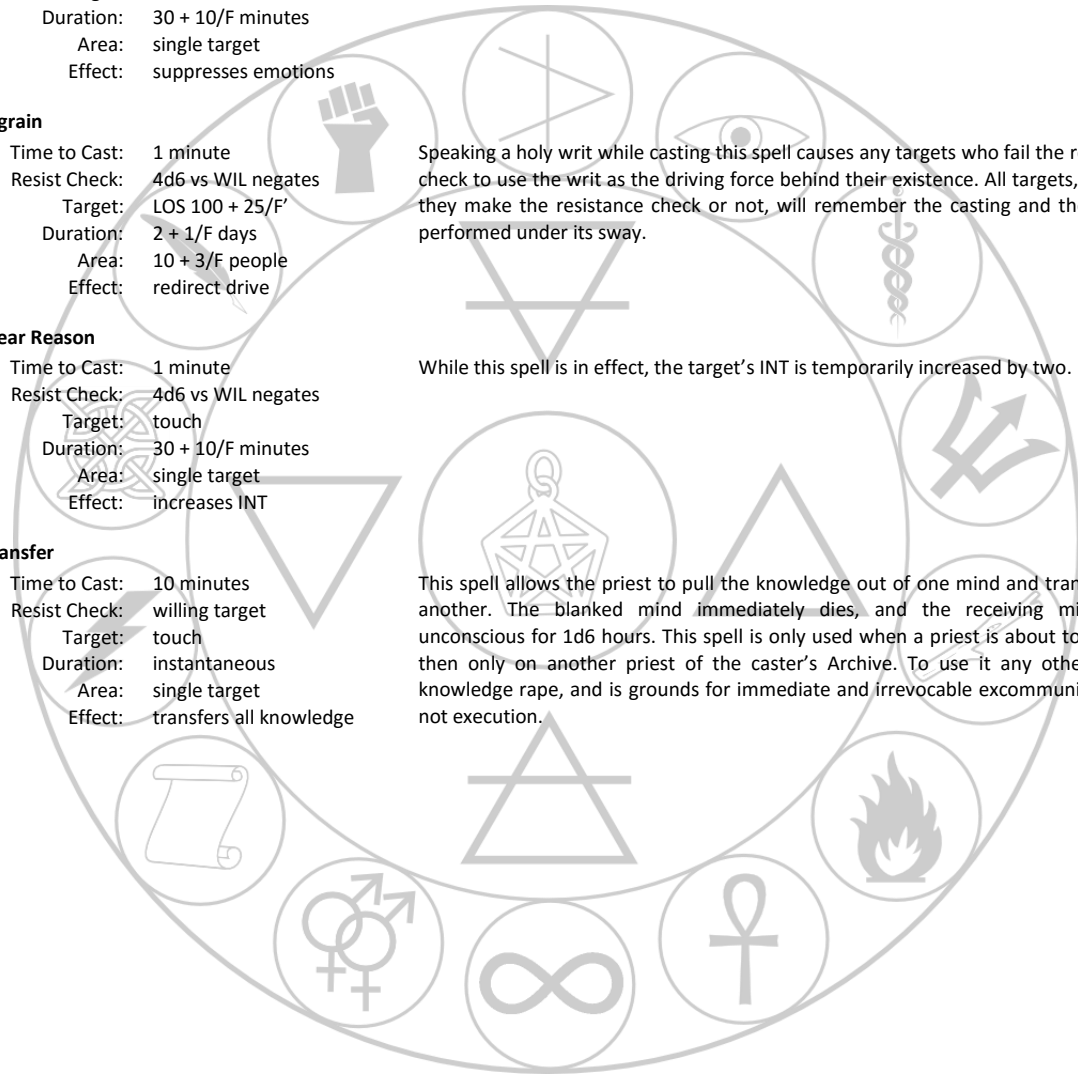 Duration: 30 + 10/F minutes
Area: single target
Effect: suppresses emotions
grain
Time to Cast: 1 minute
Resist Check: 4d6 vs WIL negates
Target: LOS 100 + 25/F’
Duration: 2 + 1/F days
Area: 10 + 3/F people
Effect: redirect drive
Speaking a holy writ while casting this spell causes any targets who fail the r
check to use the writ as the driving force behind their existence. All targets,
they make the resistance check or not, will remember the casting and th
performed under its sway.
ear Reason
Time to Cast: 1 minute
Resist Check: 4d6 vs WIL negates
Target: touch
Duration: 30 + 10/F minutes
Area: single target
Effect: increases INT
While this spell is in effect, the target’s INT is temporarily increased by two.
ansfer
Time to Cast: 10 minutes
Resist Check: willing target
Target: touch
Duration: instantaneous
Area: single target
Effect: transfers all knowledge
This spell allows the priest to pull the knowledge out of one mind and tran
another. The blanked mind immediately dies, and the receiving mi
unconscious for 1d6 hours. This spell is only used when a priest is about to
then only on another priest of the caster’s Archive. To use it any othe
knowledge rape, and is grounds for immediate and irrevocable excommuni
not execution.